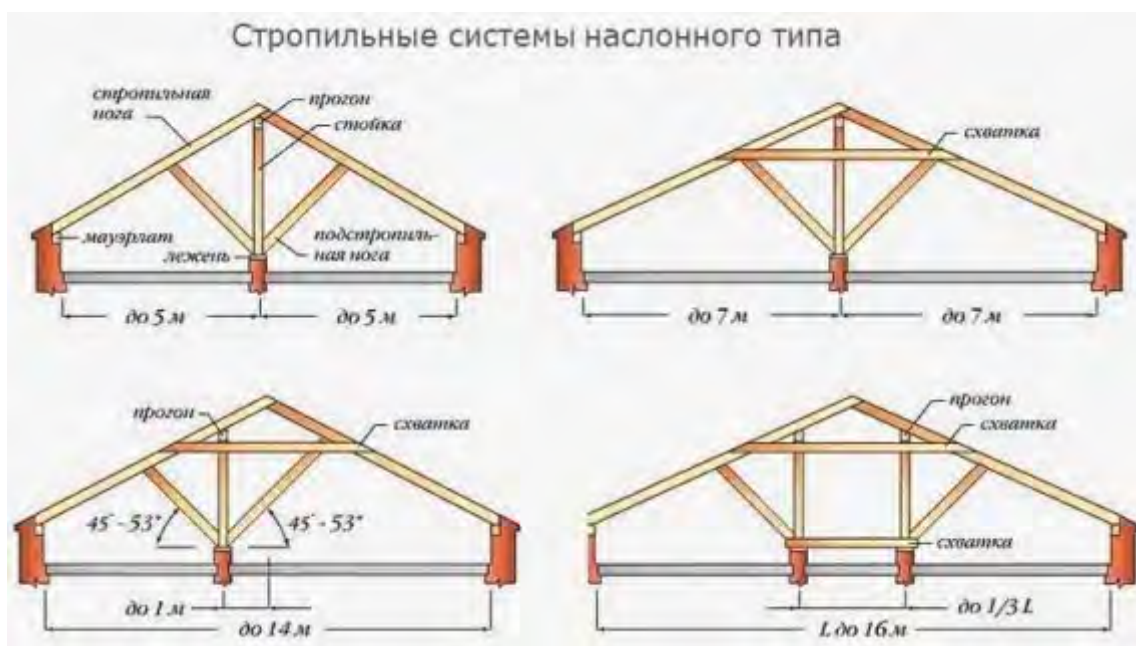 Стропильные системы наслонного типа
стропильная
нога
прогон
стойка
мауэрлат
лежень
подстропиль-
ная нога
до 5 м
до 5 м
схватка
до 7 м
до 7 м
прогон
схватка
45° - 53°
45° - 53°
до 1 м
до 14 м
прогон
схватка
схватка
до 1/3 L
L до 16 м